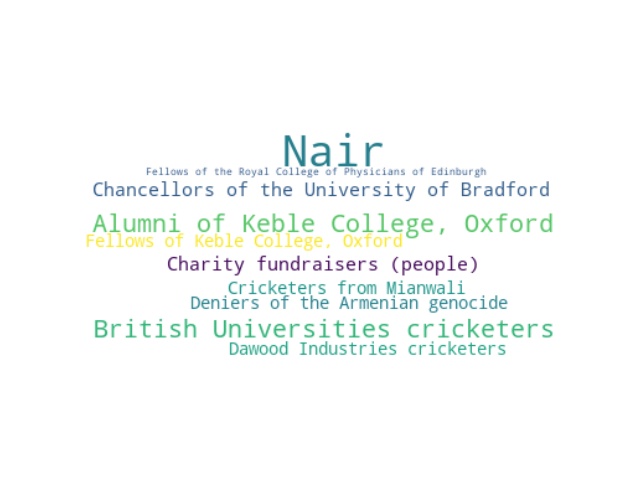 Nair
Fellows of the Royal College of Physicians of Edinburgh
Chancellors of the University of Bradford
Alumni of Keble College, Oxford
Fellows of Keble College, Oxford
Charity fundraisers (people)
Cricketers from Mianwali
Deniers of the Armenian genocide
British Universities cricketers
Dawood Industries cricketers